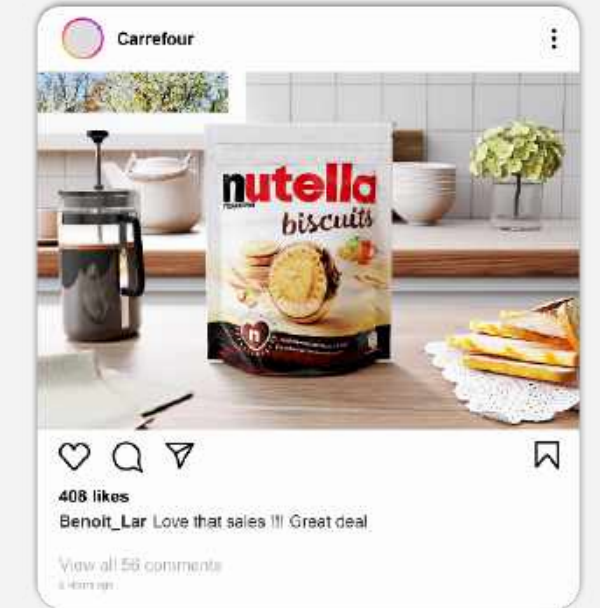 Carrefour
nutella
biscuits
n
408 likes
Benoit_Lar Love that sales !!! Great deal
View all 56 comments